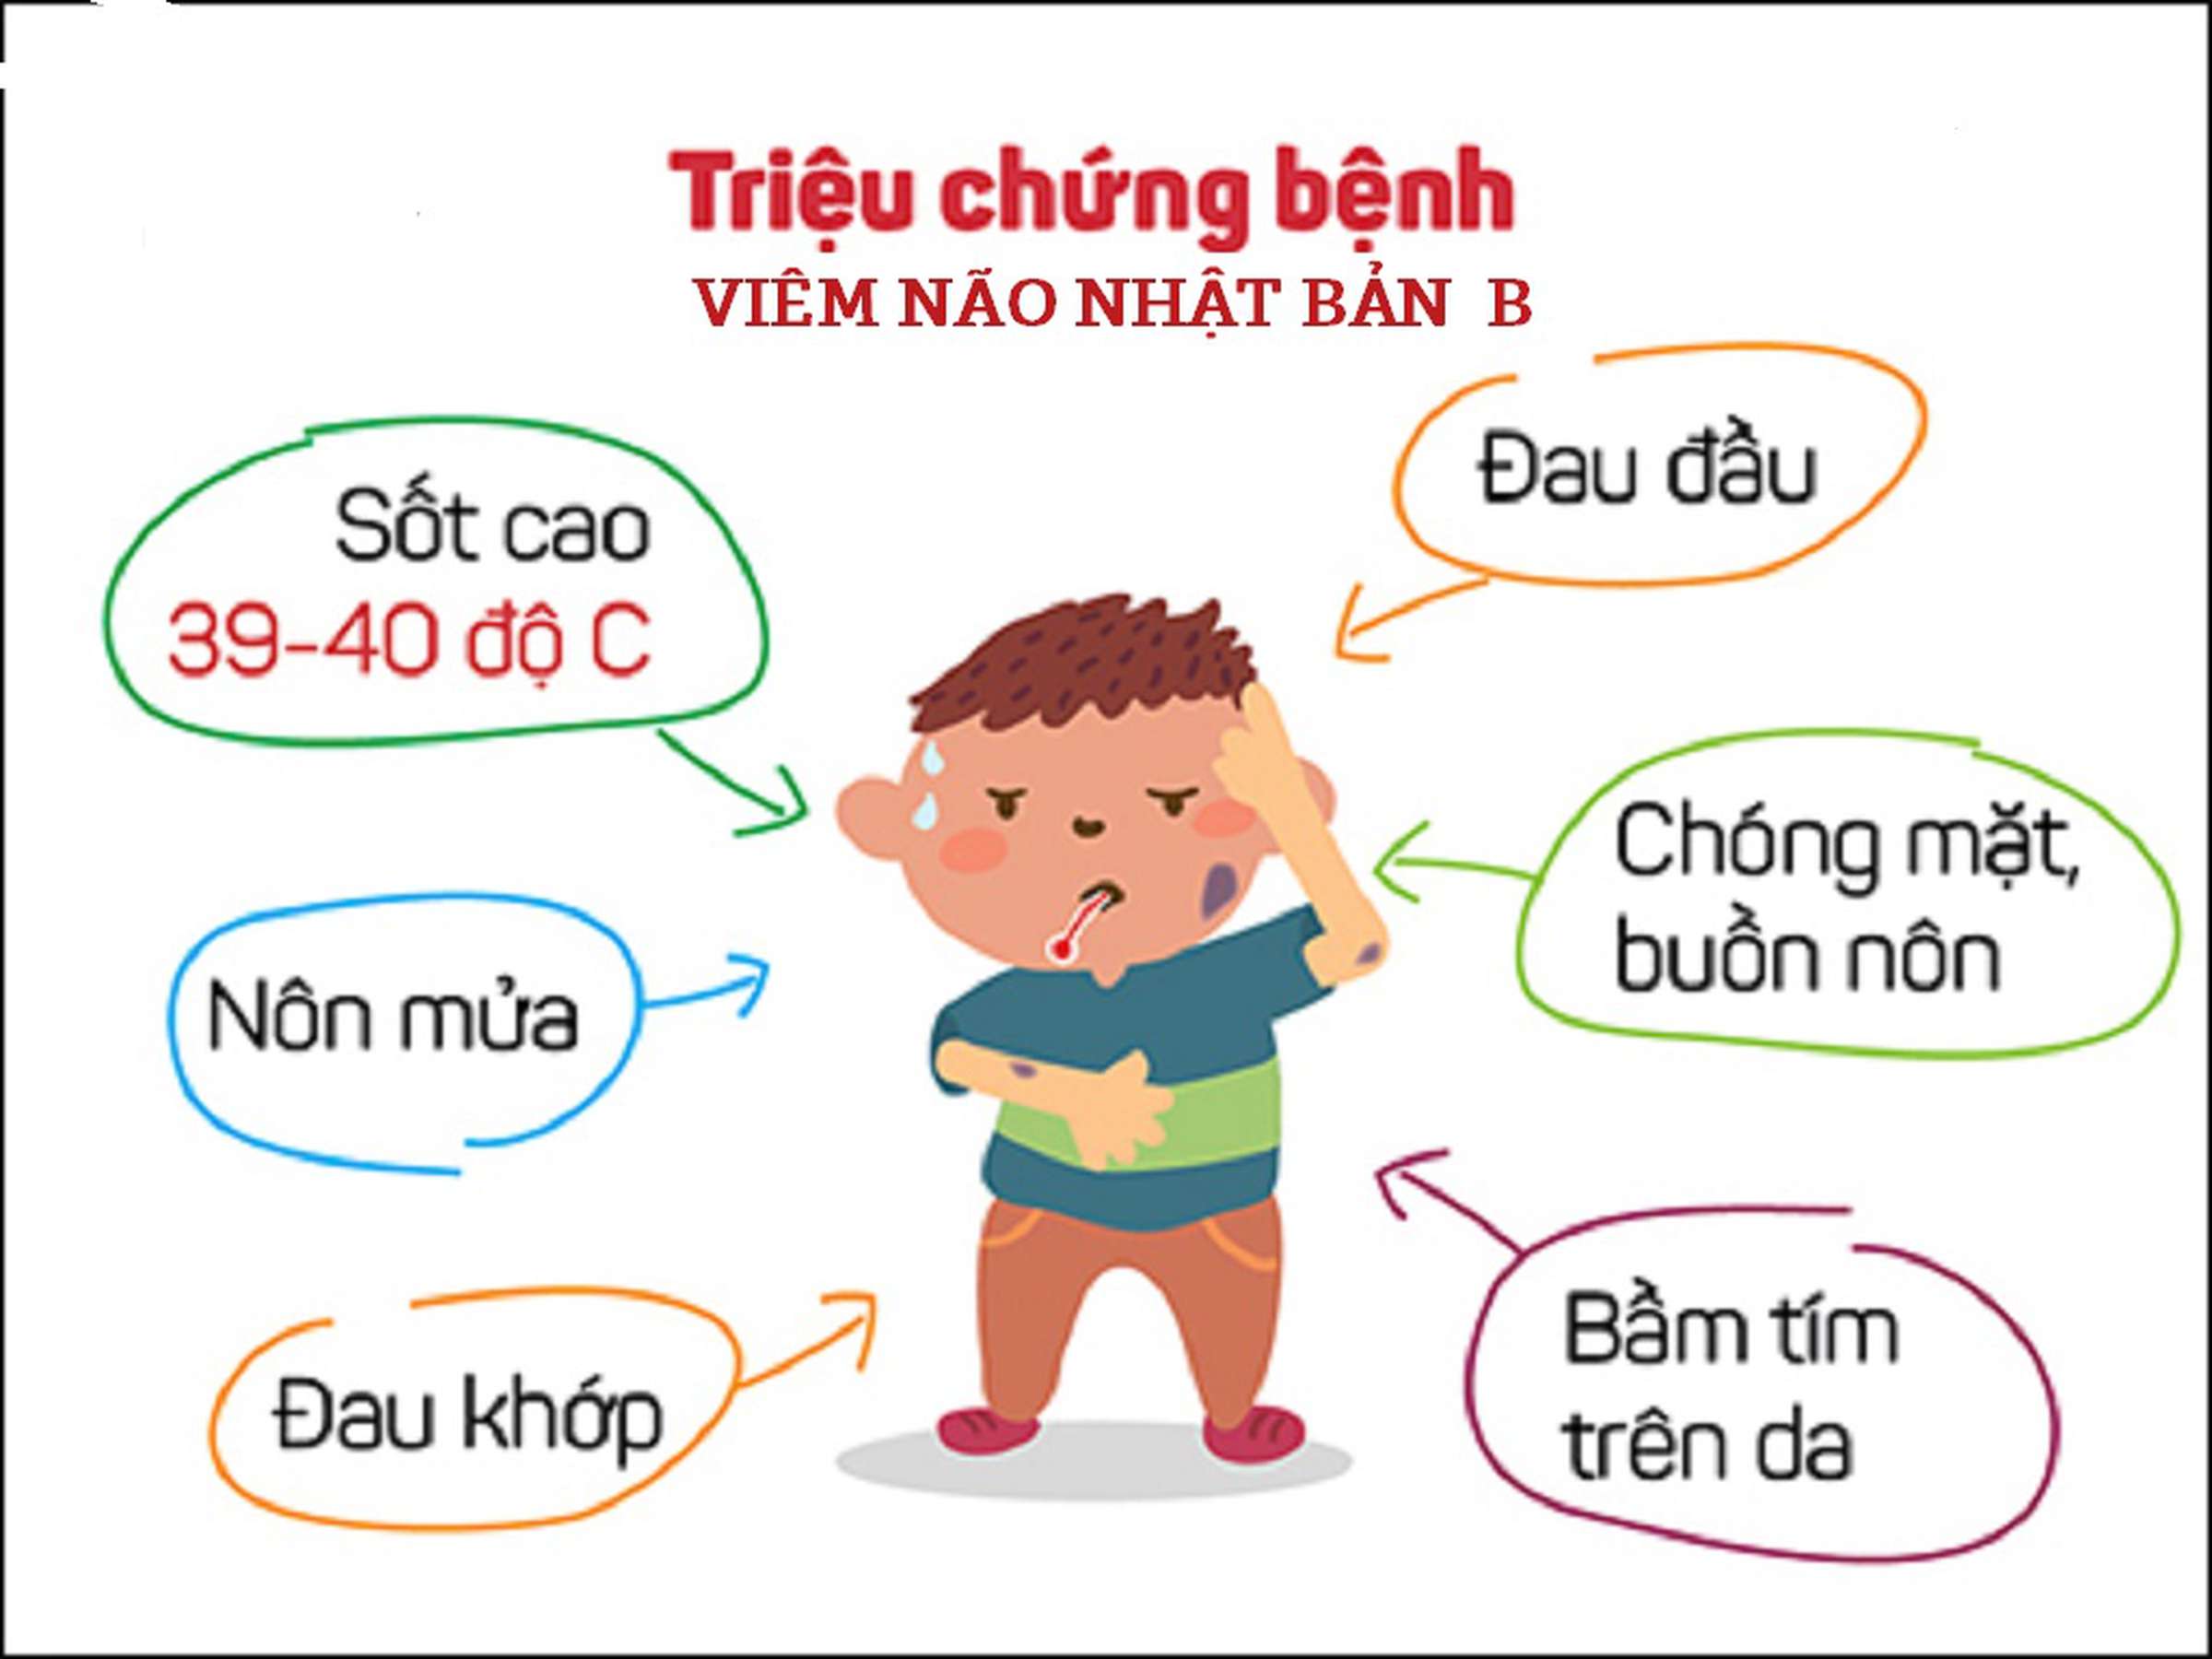 Triệu chứng bệnh
VIÊM NÃO NHẬT BẢN B
Đau đầu
Sốt cao
39-40 độ C
Chóng mặt,
buồn nôn
Nôn mửa
Bầm tím
trên da
Đau khớp